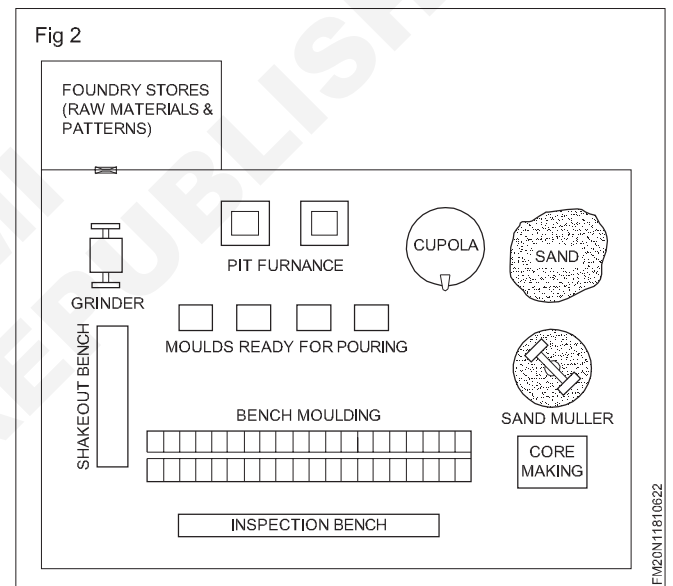 Fig 2
FOUNDRY STORES
(RAW MATERIALS &
PATTERNS)
PIT FURNANCE
CUPOLA
SAND
GRINDER
MOULDS READY FOR POURING
SHAKEOUT BENCH
BENCH MOULDING
SAND MULLER
CORE
MAKING
INSPECTION BENCH
FM20N11810622